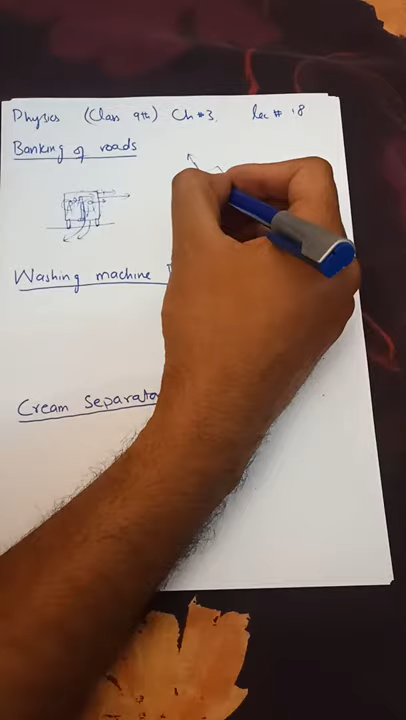 Physics (Class 9th) Ch #3. Lec # 18
Banking of roads
Washing machine
Cream Separator